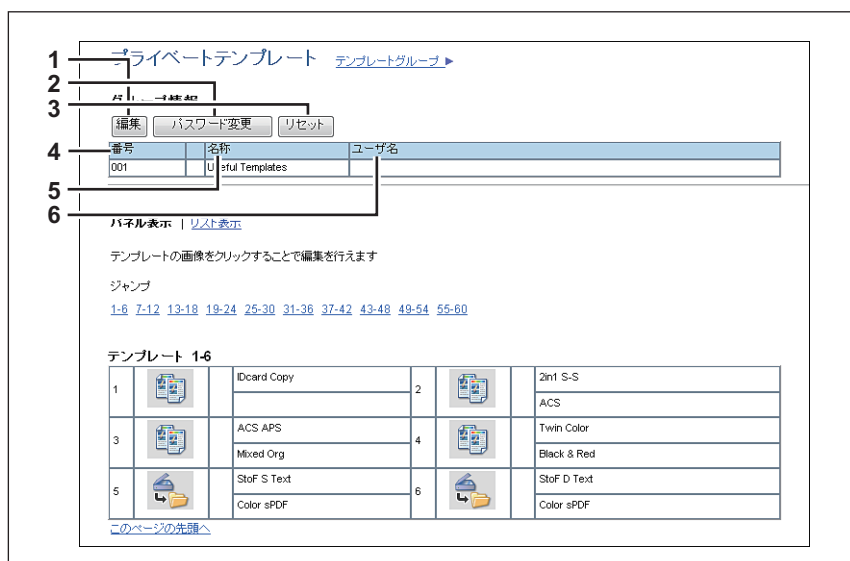 プライベートテンプレート テンプレートグループ ▶
1
2
グループ情報
3
編集 パスワード変更 リセット
4
番号 名称 ユーザ名
001 Useful Templates
5
6
パネル表示 | リスト表示
テンプレートの画像をクリックすることで編集を行えます
ジャンプ
1-6 7-12 13-18 19-24 25-30 31-36 37-42 43-48 49-54 55-60
テンプレート 1-6
1 IDcard Copy 2 2in1 S-S
ACS
3 ACS APS 4 Twin Color
Mixed Org Black & Red
5 StoF S Text 6 StoF D Text
Color sPDF Color sPDF
このページの先頭へ